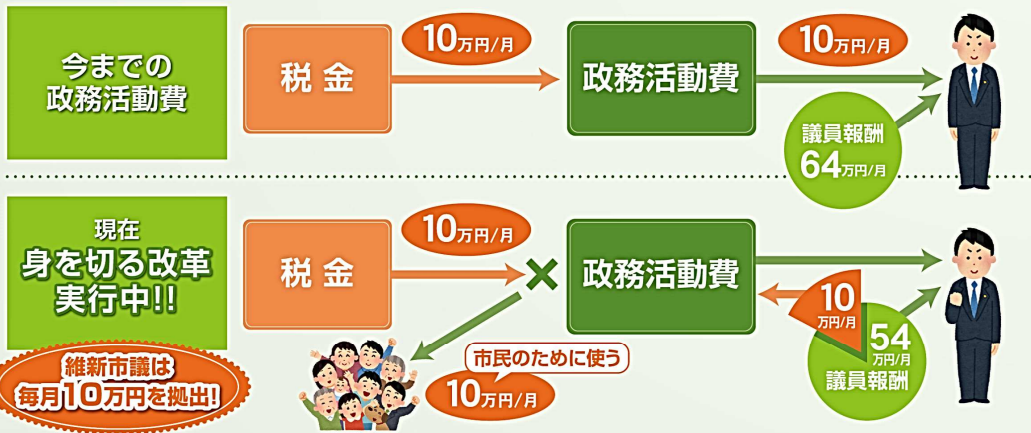 今までの
政務活動費
税金
10万円/月
政務活動費
10万円/月
議員報酬
64万円/月
現在
身を切る改革
実行中!!
維新市議は
毎月10万円を拠出!
税金
10万円/月
政務活動費
市民のために使う
10万円/月
10
万円/月
54
万円/月
議員報酬